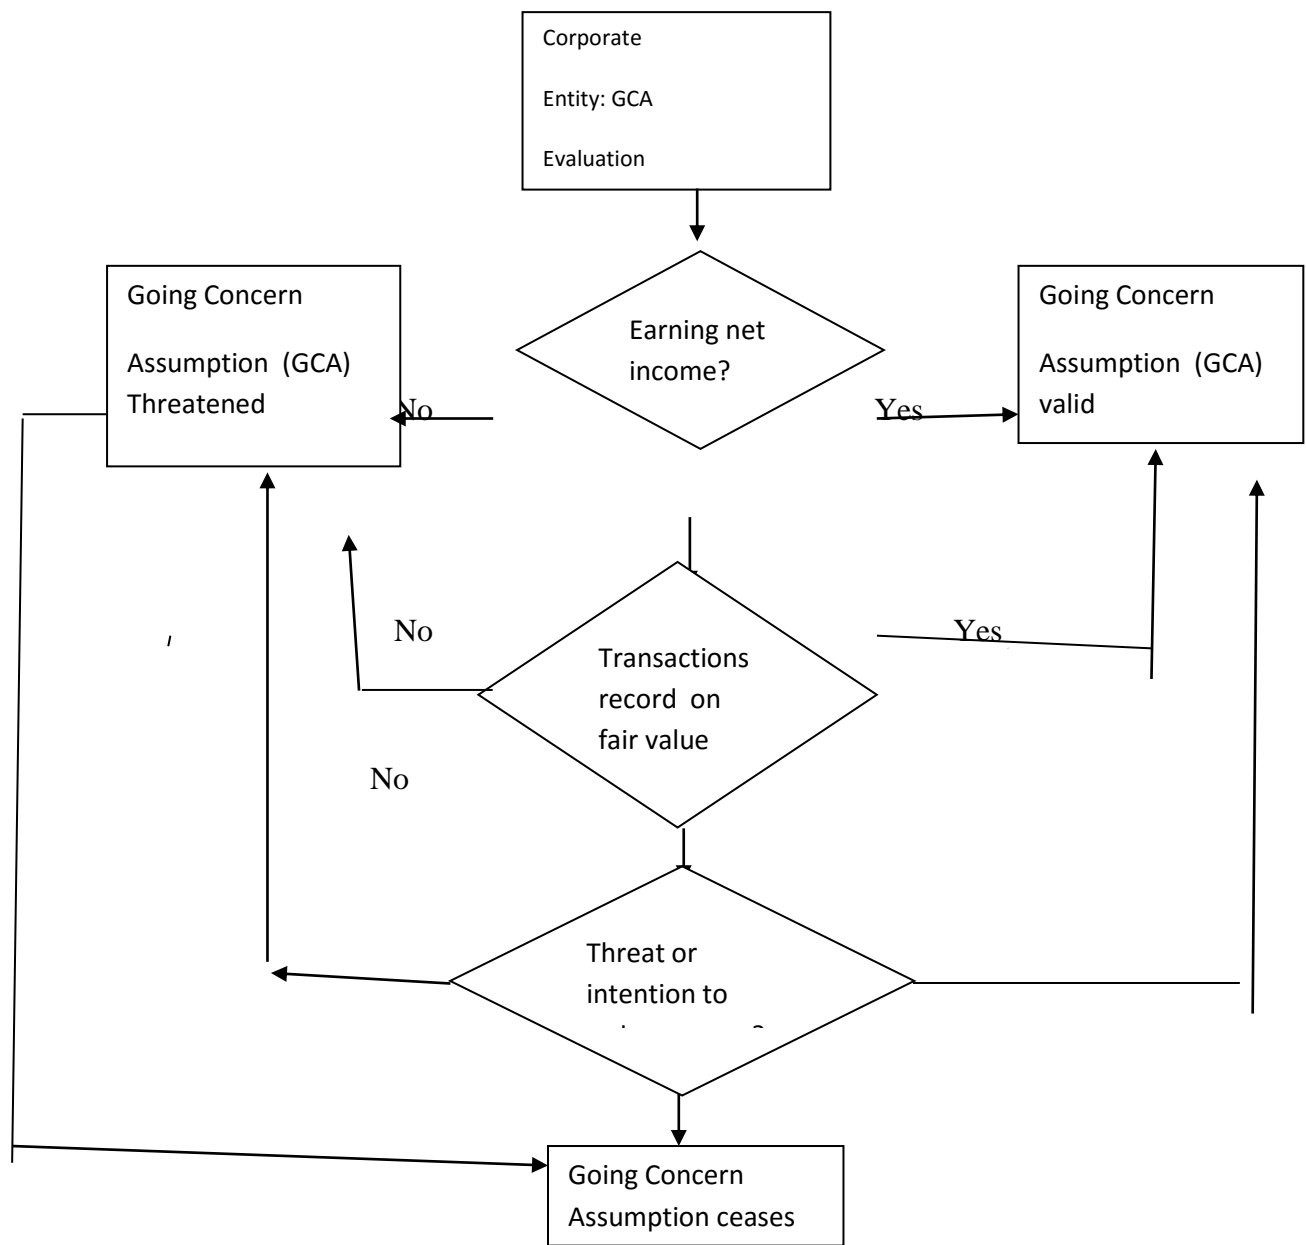 Corporate
Entity: GCA
Evaluation
Going Concern
Assumption (GCA)
Threatened
Earning net
income?
Going Concern
Assumption (GCA)
valid
No
Yes
No
Yes
Transactions
record on
fair value
No
Threat or
intention to
Going Concern
Assumption ceases